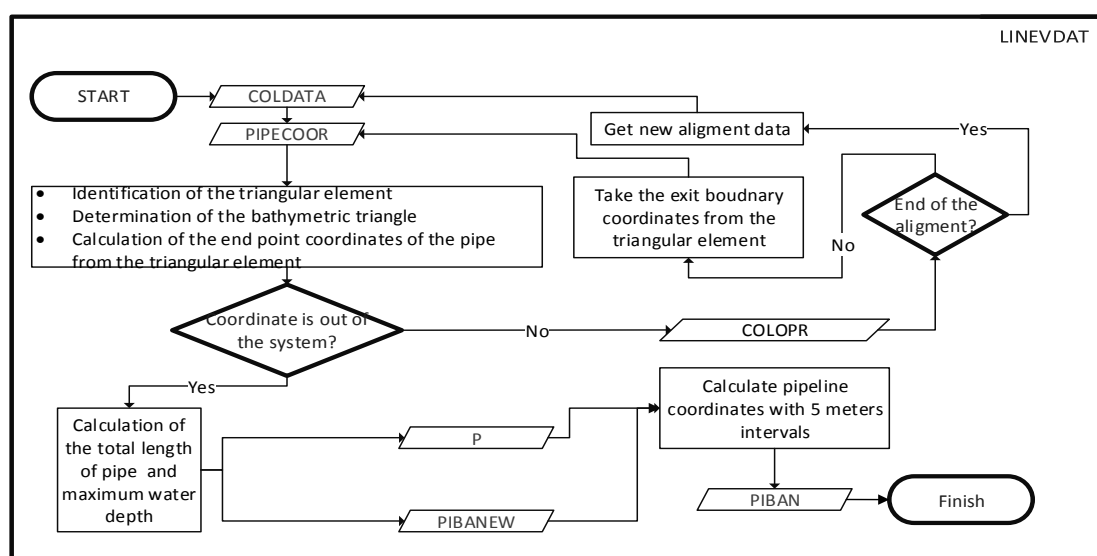 LINEVDAT
START
COLDATA
PIPECOOR
Get new aligment data
Yes
• Identification of the triangular element
• Determination of the bathymetric triangle
• Calculation of the end point coordinates of the pipe
from the triangular element
Take the exit boudnary
coordinates from the
triangular element
No
End of the
aligment?
Coordinate is out of
the system?
No
COLOPR
Yes
Calculation of
the total length
of pipe and
maximum water
depth
P
PIBANEW
Calculate pipeline
coordinates with 5 meters
intervals
PIBAN
Finish